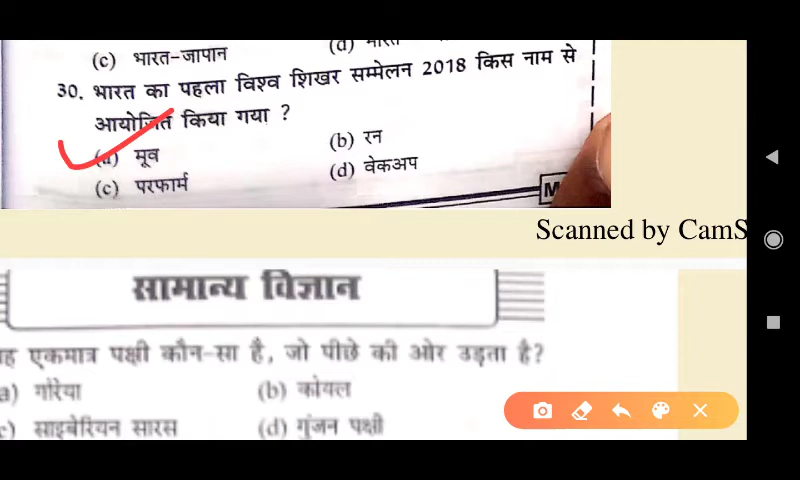 (c) भारत-जापान
(d) भारत
30. भारत का पहला विश्व शिखर सम्मेलन 2018 किस नाम से
आयोजित किया गया ?
(a) मूव
(b) रन
(c) परफार्म
(d) वेकअप
M
Scanned by CamS
सामान्य विज्ञान
ह एकमात्र पक्षी कौन-सा है, जो पीछे की ओर उड़ता है?
a) गौरेया
(b) कोयल
c) साइबेरियन सारस
(d) गुंजन पक्षी